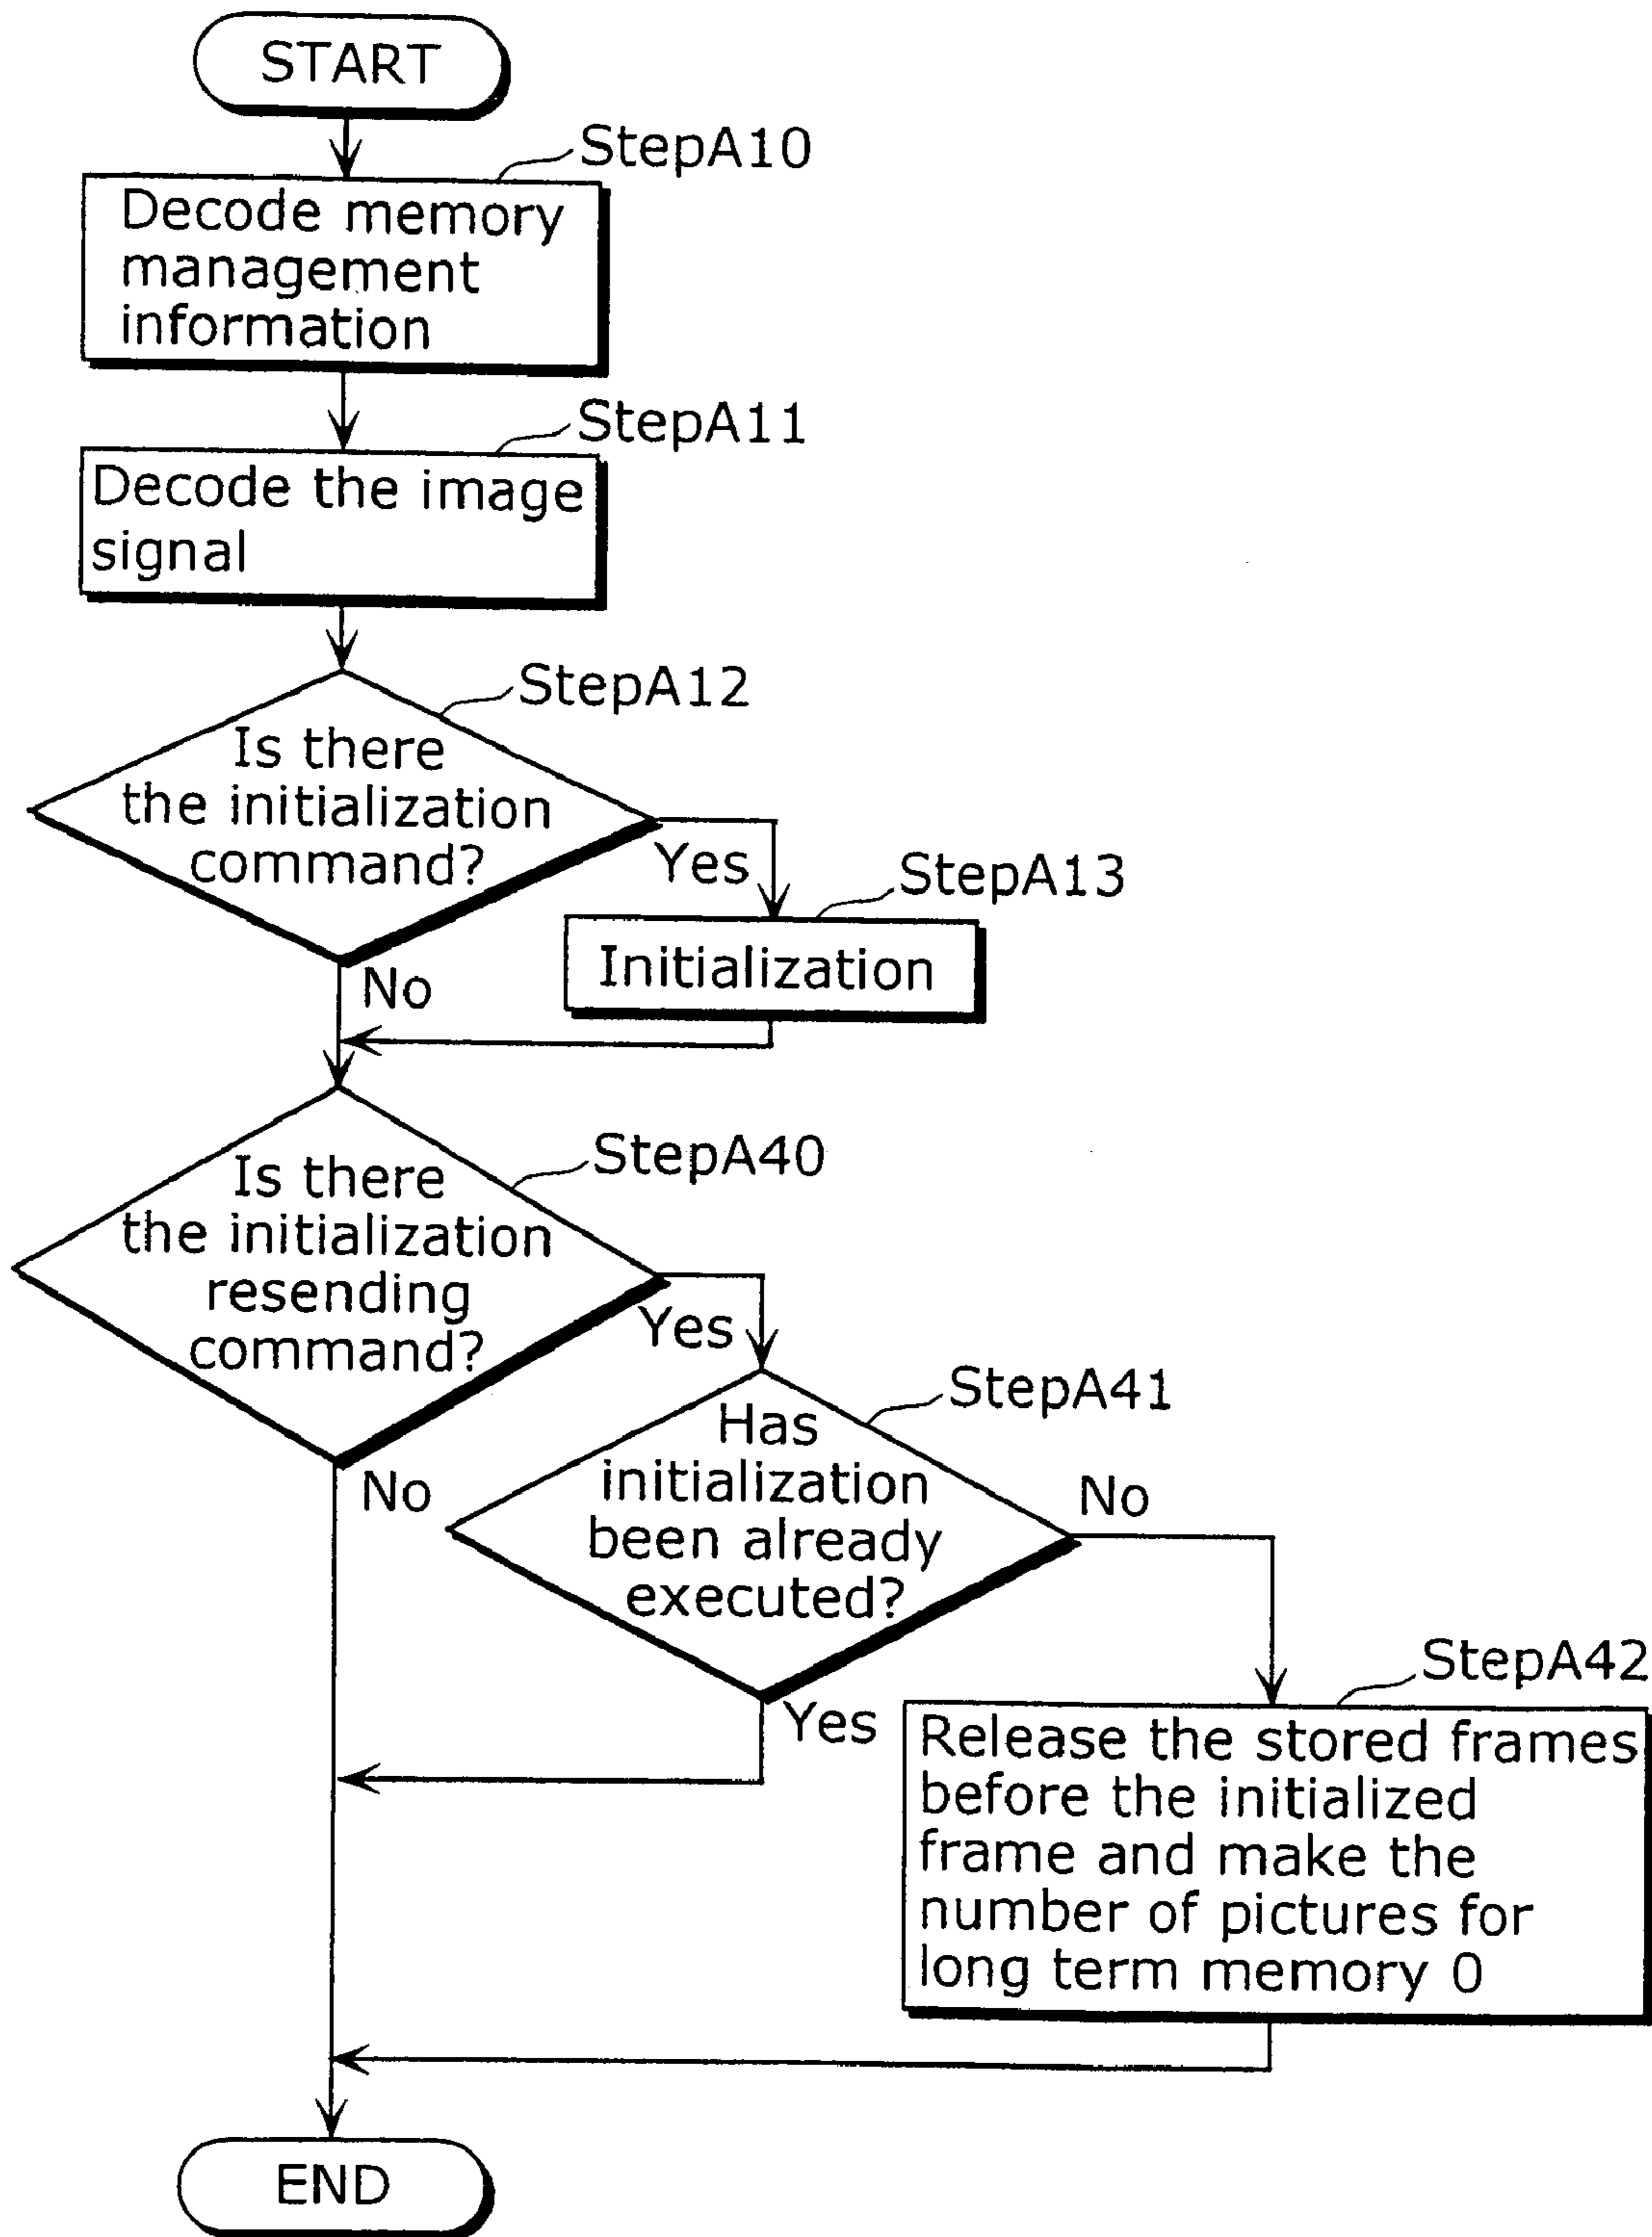 START
StepA10
Decode memory
management
information
StepA11
Decode the image
signal
StepA12
Is there
the initialization
command?
Yes
StepA13
Initialization
No
StepA40
Is there
the initialization
resending
command?
Yes
StepA41
Has
initialization
been already
executed?
No
No
StepA42
Yes
Release the stored frames
before the initialized
frame and make the
number of pictures for
long term memory 0
END